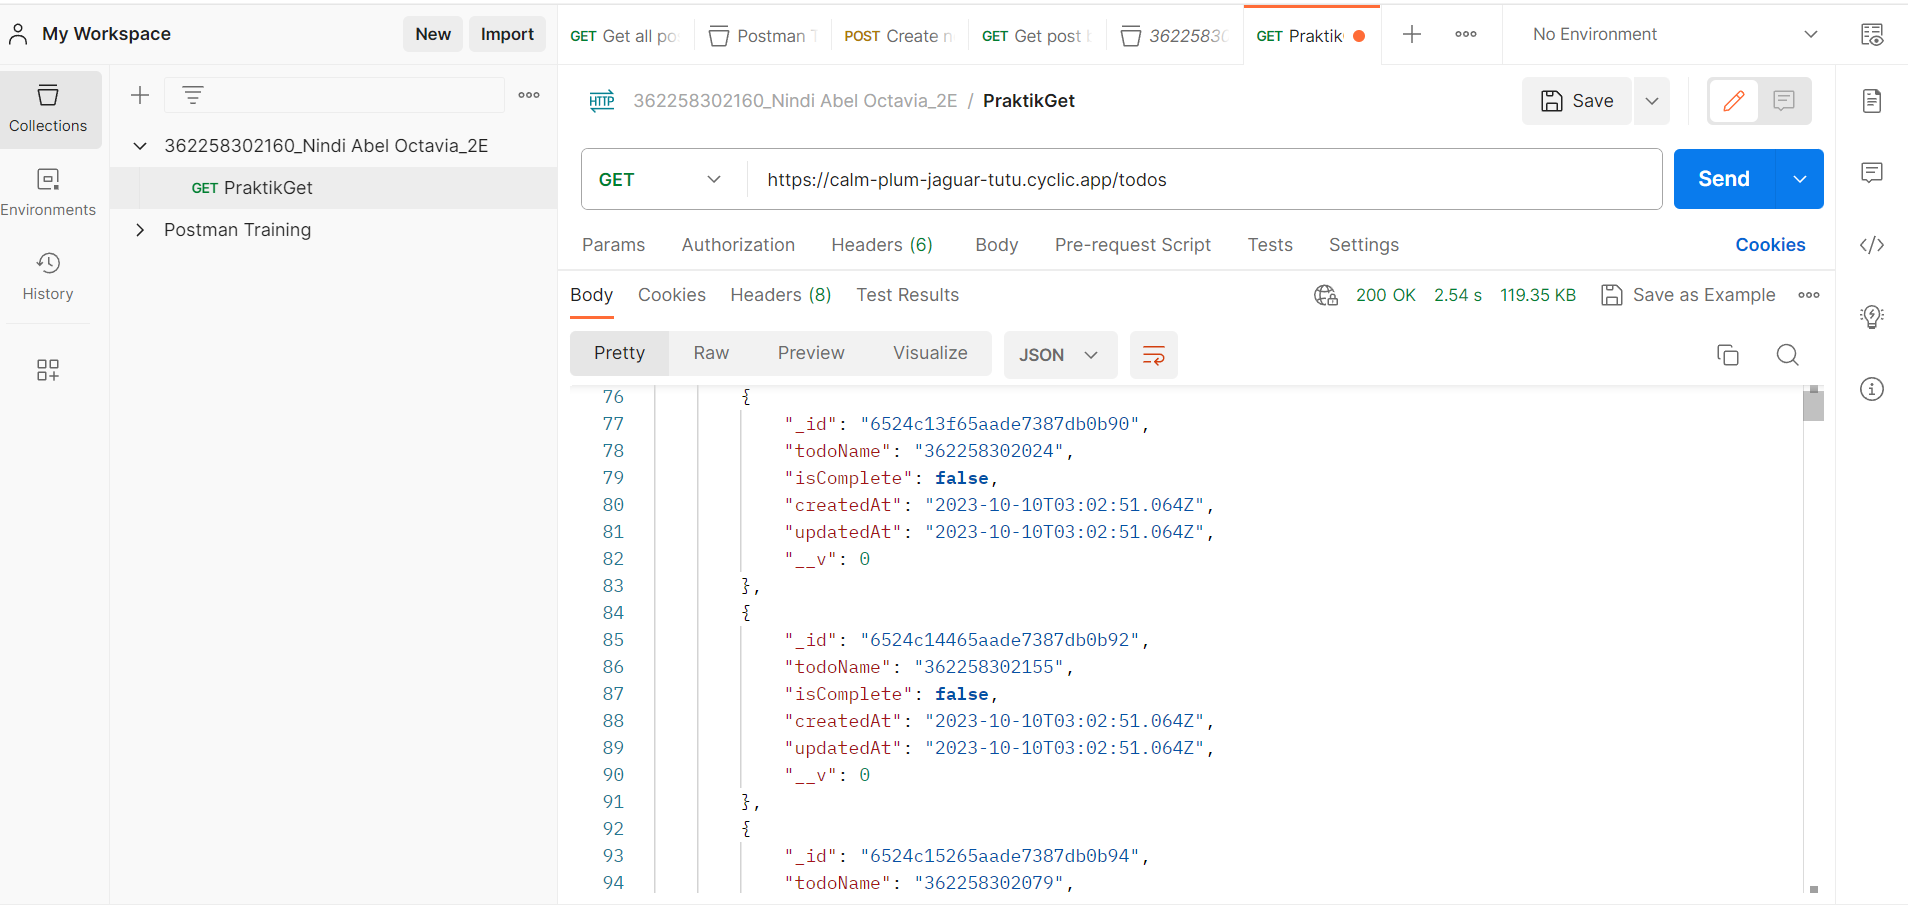 My Workspace
New
Import
GET Get all po
Postman T
POST Create n
GET Get post
36225830
GET Praktik
No Environment
Collections
Environments
History
362258302160_Nindi Abel Octavia_2E
GET PraktikGet
Postman Training
HTTP 362258302160_Nindi Abel Octavia_2E / PraktikGet
Save
GET
https://calm-plum-jaguar-tutu.cyclic.app/todos
Send
Params Authorization Headers (6) Body Pre-request Script Tests Settings Cookies
Body Cookies Headers (8) Test Results 200 OK 2.54 s 119.35 KB Save as Example
Pretty Raw Preview Visualize JSON
76 {
77 "_id": "6524c13f65aade7387db0b90",
78 "todoName": "362258302024",
79 "isComplete": false,
80 "createdAt": "2023-10-10T03:02:51.064Z",
81 "updatedAt": "2023-10-10T03:02:51.064Z",
82 "__v": 0
83 },
84 {
85 "_id": "6524c14465aade7387db0b92",
86 "todoName": "362258302155",
87 "isComplete": false,
88 "createdAt": "2023-10-10T03:02:51.064Z",
89 "updatedAt": "2023-10-10T03:02:51.064Z",
90 "__v": 0
91 },
92 {
93 "_id": "6524c15265aade7387db0b94",
94 "todoName": "362258302079",